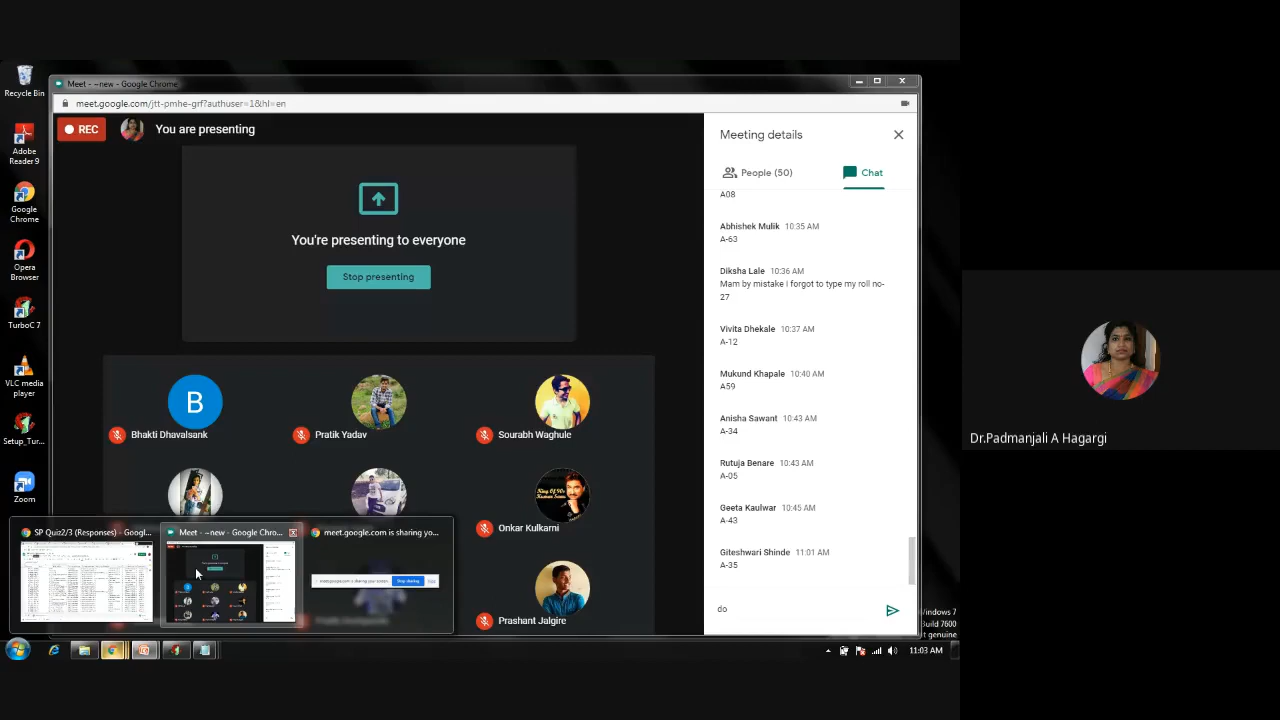 Recycle Bin
Adobe
Reader 9
Google
Chrome
Opera
Browser
TurboC 7
VLC media
player
Setup_Tur...
Zoom
Meet - ~new - Google Chrome
meet.google.com/jtt-pmhe-grf?authuser=1&hl=en
REC
You are presenting
You're presenting to everyone
Stop presenting
B
Bhakti Dhavalsank
Pratik Yadav
Sourabh Waghule
Onkar Kulkarni
Prashant Jalgire
SP Quiz2/3 (Responses) - Googl...
Meet - ~new - Google Chro...
meet.google.com is sharing yo...
Stop sharing
Meeting details
People (50)
Chat
A08
Abhishek Mulik 10:35 AM
A-63
Diksha Lale 10:36 AM
Mam by mistake I forgot to type my roll no-
27
Vivita Dhekale 10:37 AM
A-12
Mukund Khapale 10:40 AM
A59
Anisha Sawant 10:43 AM
A-34
Rutuja Benare 10:43 AM
A-05
Geeta Kaulwar 10:45 AM
A-43
Giteshwari Shinde 11:01 AM
A-35
do
indows 7
uild 7600
t genuine
11:03 AM
Dr.Padmanjali A Hagargi